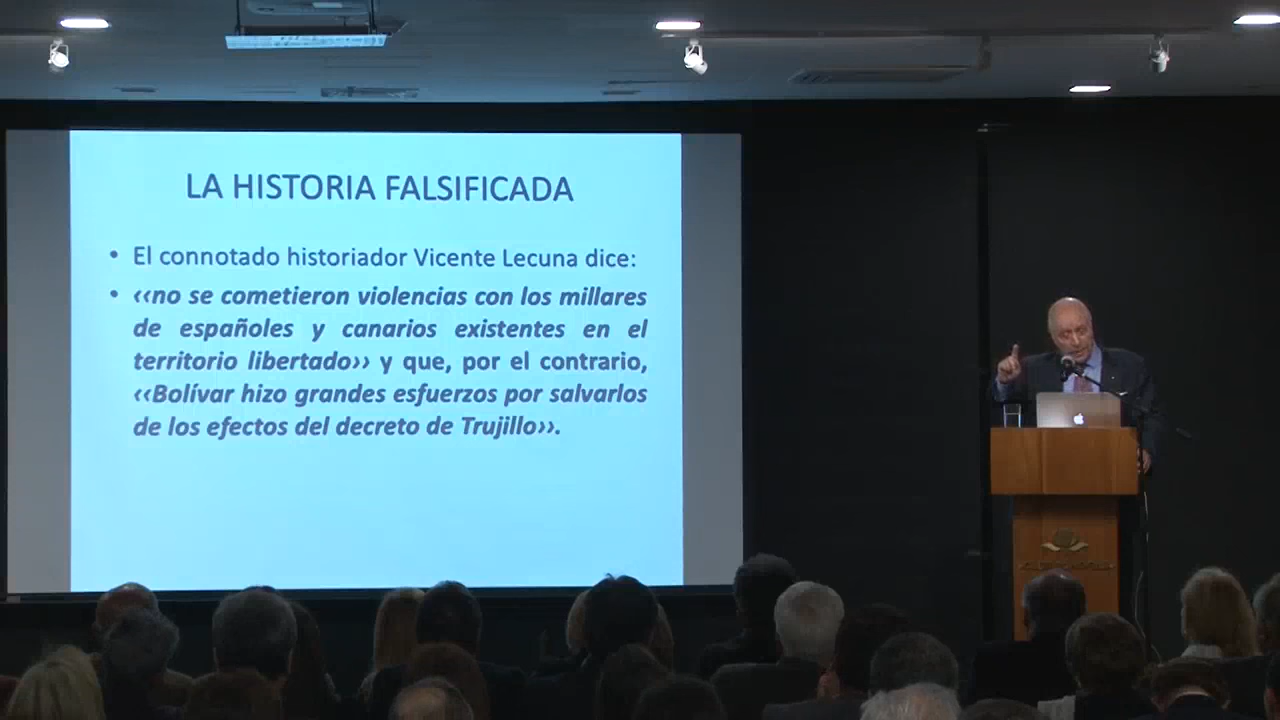 LA HISTORIA FALSIFICADA
• El connotado historiador Vicente Lecuna dice:
• ‹‹no se cometieron violencias con los millares
de españoles y canarios existentes en el
territorio libertado›› y que, por el contrario,
‹‹Bolívar hizo grandes esfuerzos por salvarlos
de los efectos del decreto de Trujillo››.